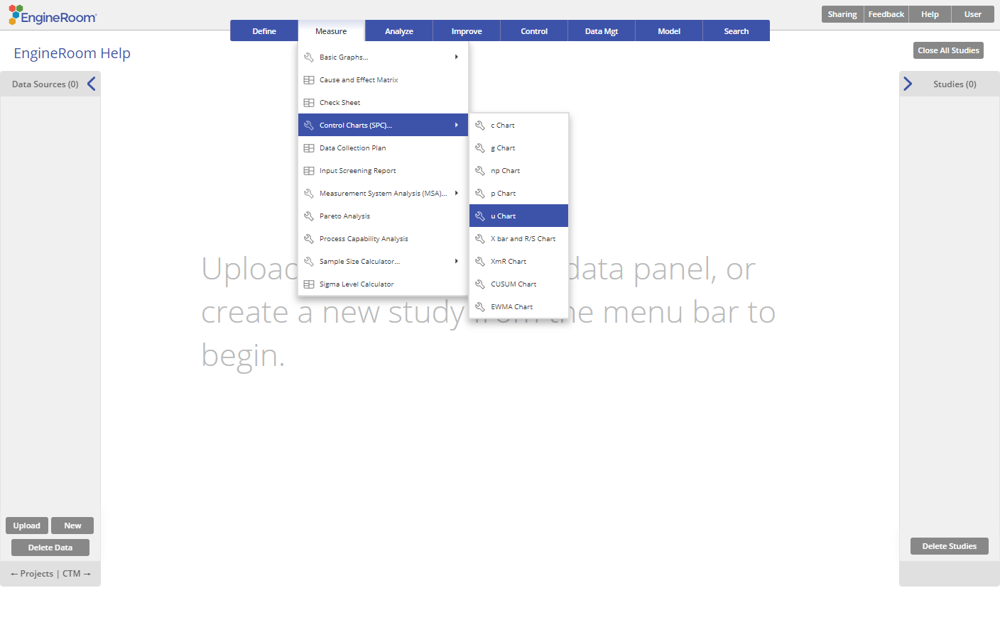 EngineRoom
Sharing Feedback Help User
Define Measure Analyze Improve Control Data Mgt Model Search
EngineRoom Help
Close All Studies
Data Sources (0)
Studies (0)
Basic Graphs...
Cause and Effect Matrix
Check Sheet
Control Charts (SPC)...
Data Collection Plan
Input Screening Report
Measurement System Analysis (MSA)...
Pareto Analysis
Process Capability Analysis
Sample Size Calculator...
Sigma Level Calculator
c Chart
g Chart
np Chart
p Chart
u Chart
X bar and R/S Chart
XmR Chart
CUSUM Chart
EWMA Chart
Upload data panel, or
create a new study from the menu bar to
begin.
Upload New
Delete Data
← Projects | CTM →
Delete Studies